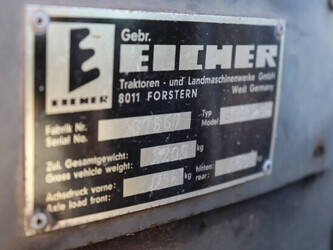 Gebr.
EICHER
EICHER
Traktoren - und Landmaschinenwerke GmbH
8011 FORSTERN West Germany
Fabrik Nr.
Serial No.
Typ
Model
Zul. Gesamtgewicht:
Gross vehicle weight: kg
Achsdruck vorne:
Axle load front: kg
hinten:
rear: